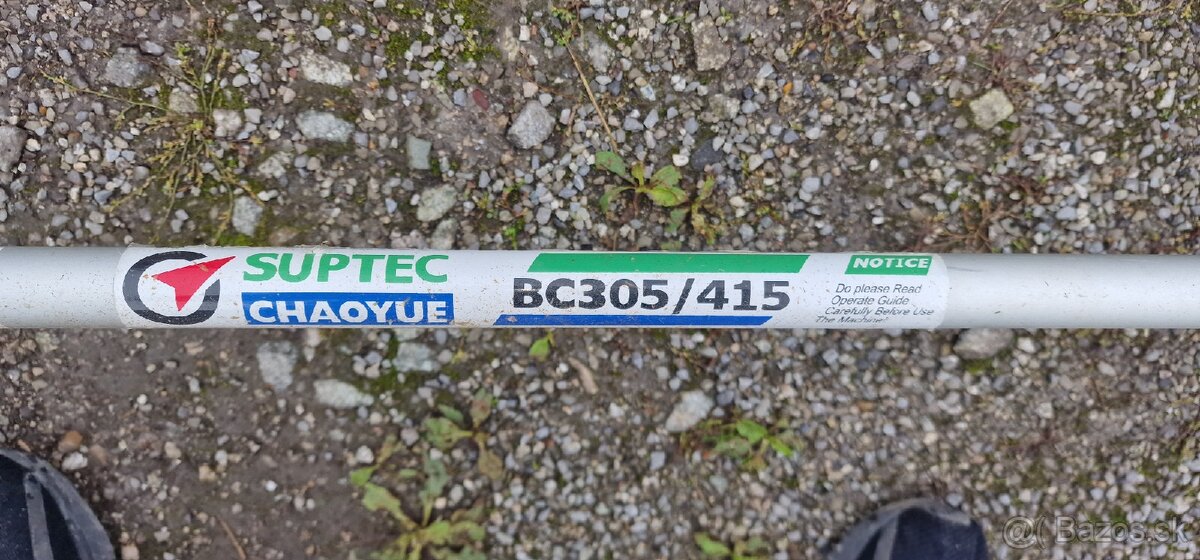 SUPTEC
CHAOYUE
BC305/415
NOTICE
Do please Read
Operate Guide
Carefully Before Use
The Machine!
@( Bazos.sk